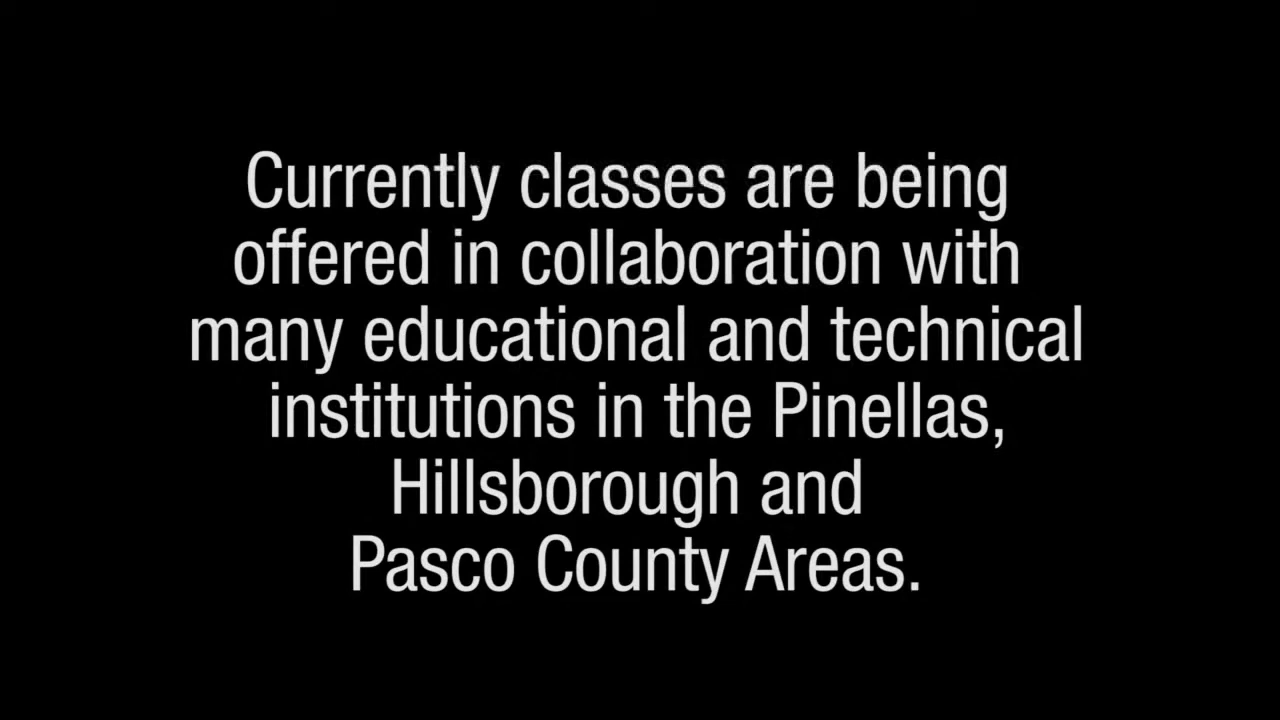 Currently classes are being
offered in collaboration with
many educational and technical
institutions in the Pinellas,
Hillsborough and
Pasco County Areas.